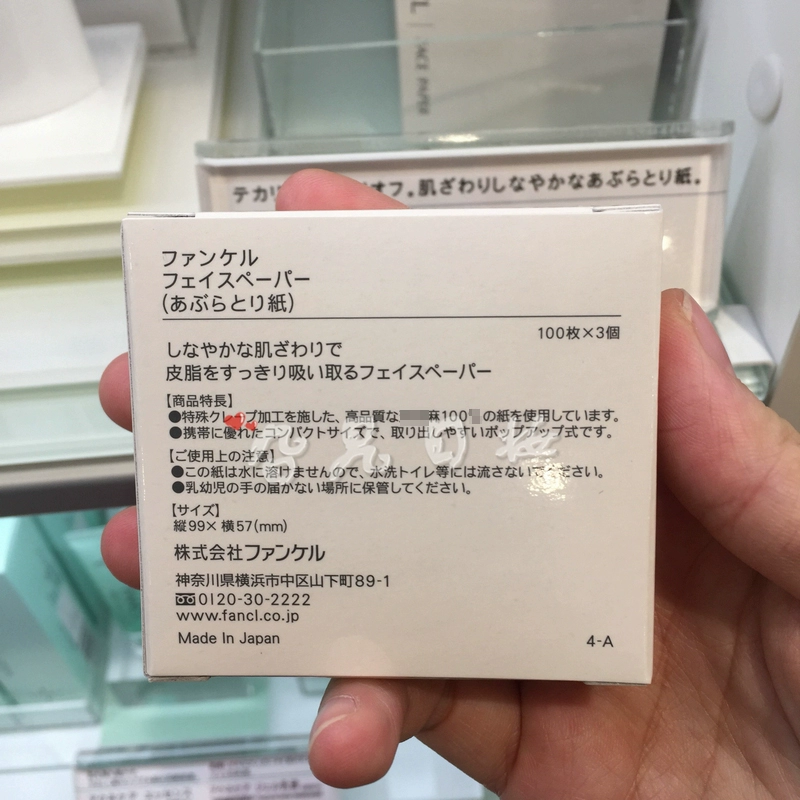 FACE PAPER
テカリ
オフ。肌ざわりしなやかなあぶらとり紙。
ファンケル
フェイスペーパー
(あぶらとり紙)
100枚×3個
しなやかな肌ざわりで
皮脂をすっきり吸い取るフェイスペーパー
【商品特長】
●特殊ク プ加工を施した、高品質な 麻100 の紙を使用しています。
●携帯に優れたコンパクトサイズで、取り出しやすいポップアップ式です。
【ご使用上の注意】
●この紙は水に溶けませんので、水洗トイレ等には流さないでください。
●乳幼児の手の届かない場所に保管してください。
【サイズ】
縦99×横57(mm)
株式会社ファンケル
神奈川県横浜市中区山下町89-1
0120-30-2222
www.fancl.co.jp
Made In Japan
4-A